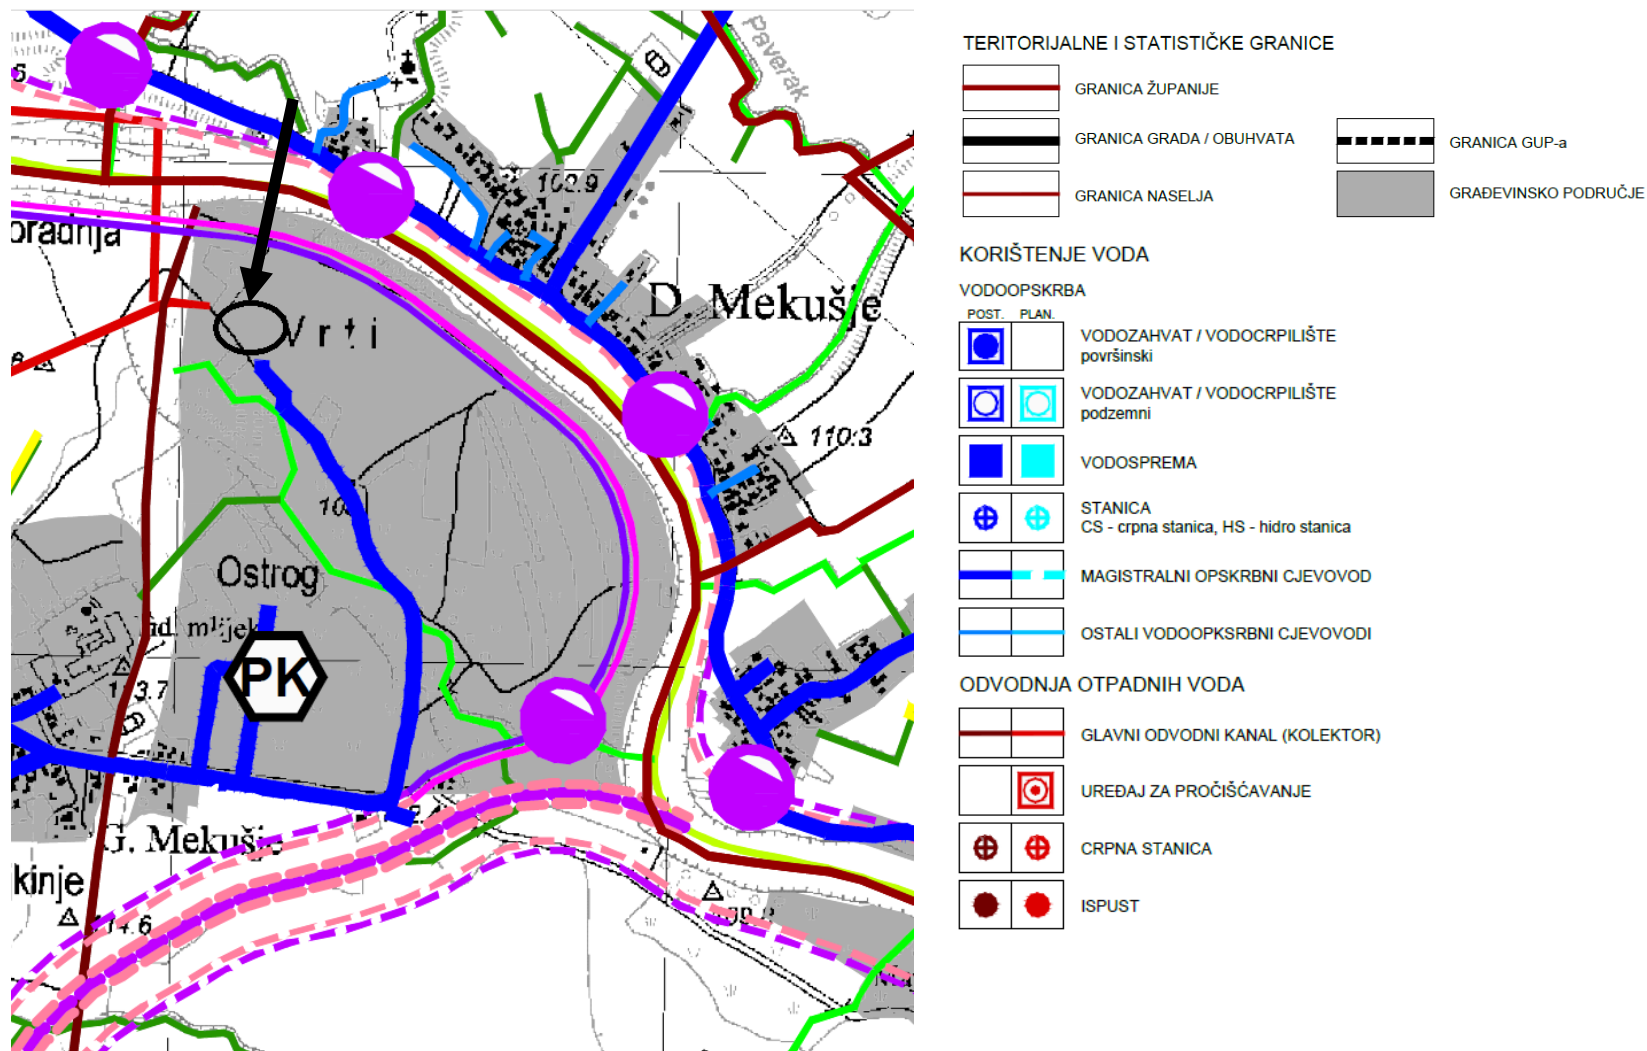 Paverak
102.9
D. Mekušje
Vrti
110.3
Ostrog
PK
G. Mekušje
kinje
TERITORIJALNE I STATISTIČKE GRANICE
GRANICA ŽUPANIJE
GRANICA GRADA / OBUHVATA
GRANICA GUP-a
GRANICA NASELJA
GRAĐEVINSKO PODRUČJE
KORIŠTENJE VODA
VODOOPSKRBA
POST. PLAN.
VODOZAHVAT / VODOCRPILIŠTE
površinski
VODOZAHVAT / VODOCRPILIŠTE
podzemni
VODOSPREMA
STANICA
CS - crpna stanica, HS - hidro stanica
MAGISTRALNI OPSKRBNI CJEVOVOD
OSTALI VODOOPKSRBNI CJEVOVODI
ODVODNJA OTPADNIH VODA
GLAVNI ODVODNI KANAL (KOLEKTOR)
UREĐAJ ZA PROČIŠĆAVANJE
CRPNA STANICA
ISPUST